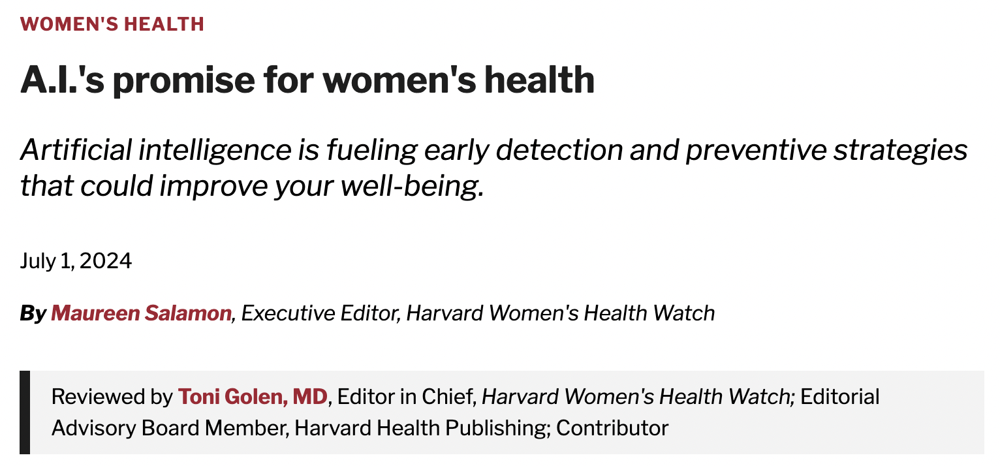 WOMEN'S HEALTH
A.I.'s promise for women's health
Artificial intelligence is fueling early detection and preventive strategies
that could improve your well-being.
July 1, 2024
By Maureen Salamon, Executive Editor, Harvard Women's Health Watch
Reviewed by Toni Golen, MD, Editor in Chief, Harvard Women's Health Watch; Editorial
Advisory Board Member, Harvard Health Publishing; Contributor